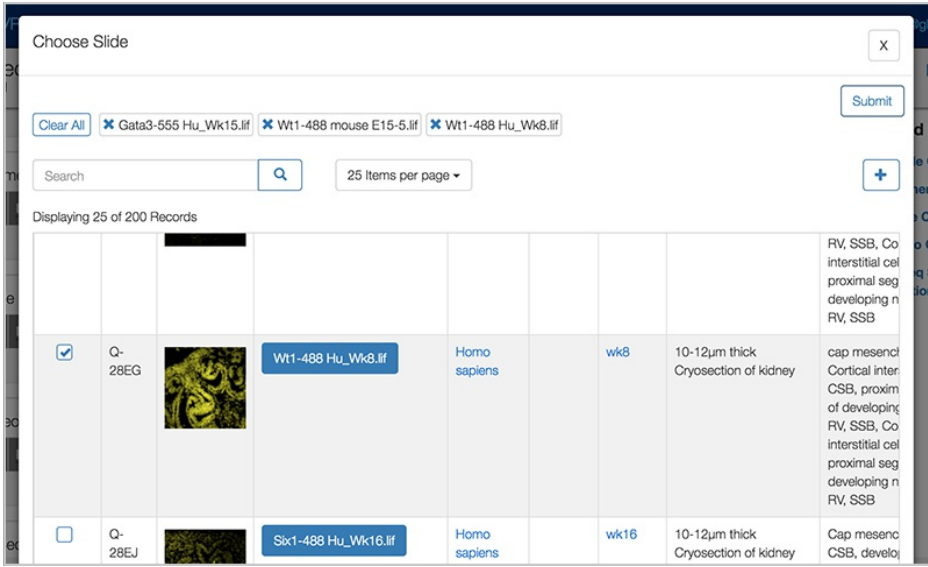 Choose Slide
X
Submit
Clear All
Gata3-555 Hu_Wk15.lif
Wt1-488 mouse E15-5.lif
Wt1-488 Hu_Wk8.lif
Search
25 Items per page
+
Displaying 25 of 200 Records
RV, SSB, Co
interstitial cel
proximal seg
developing n
RV, SSB
Q-
28EG
Wt1-488 Hu_Wk8.lif
Homo
sapiens
wk8
10-12µm thick
Cryosection of kidney
cap mesench
Cortical inter
CSB, proxim
of developing
RV, SSB, Co
interstitial cel
proximal seg
developing n
RV, SSB
Q-
28EJ
Six1-488 Hu_Wk16.lif
Homo
sapiens
wk16
10-12µm thick
Cryosection of kidney
Cap mesenc
CSB, develop